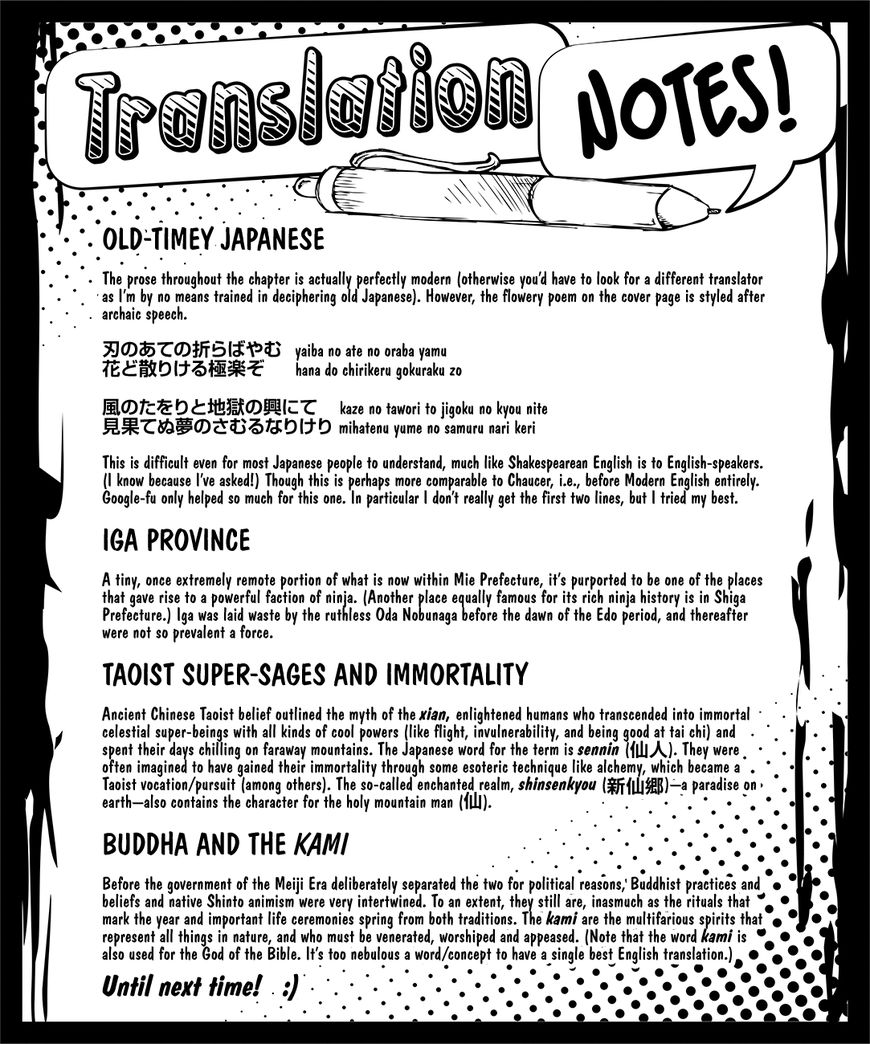 Translation NOTES!
OLD-TIMEY JAPANESE
The prose throughout the chapter is actually perfectly modern (otherwise you'd have to look for a different translator
as I'm by no means trained in deciphering old Japanese). However, the flowery poem on the cover page is styled after
archaic speech.
刃のあての折らばやむ yaiba no ate no oraba yamu
花ど散りける極楽ぞ hana do chirikeru gokuraku zo
風のたをりと地獄の興にて kaze no tawori to jigoku no kyou nite
見果てぬ夢のさむるなりけり mihatenu yume no samuru nari keri
This is difficult even for most Japanese people to understand, much like Shakespearean English is to English-speakers.
(I know because I've asked!) Though this is perhaps more comparable to Chaucer, i.e., before Modern English entirely.
Google-fu only helped so much for this one. In particular I don't really get the first two lines, but I tried my best.
IGA PROVINCE
A tiny, once extremely remote portion of what is now within Mie Prefecture, it's purported to be one of the places
that gave rise to a powerful faction of ninja. (Another place equally famous for its rich ninja history is in Shiga
Prefecture.) Iga was laid waste by the ruthless Oda Nobunaga before the dawn of the Edo period, and thereafter
were not so prevalent a force.
TAOIST SUPER-SAGES AND IMMORTALITY
Ancient Chinese Taoist belief outlined the myth of the xian, enlightened humans who transcended into immortal
celestial super-beings with all kinds of cool powers (like flight, invulnerability, and being good at tai chi) and
spent their days chilling on faraway mountains. The Japanese word for the term is sennin (仙人). They were
often imagined to have gained their immortality through some esoteric technique like alchemy, which became a
Taoist vocation/pursuit (among others). The so-called enchanted realm, shinsenkyou (新仙郷)—a paradise on
earth—also contains the character for the holy mountain man (仙).
BUDDHA AND THE KAMI
Before the government of the Meiji Era deliberately separated the two for political reasons, Buddhist practices and
beliefs and native Shinto animism were very intertwined. To an extent, they still are, inasmuch as the rituals that
mark the year and important life ceremonies spring from both traditions. The kami are the multifarious spirits that
represent all things in nature, and who must be venerated, worshiped and appeased. (Note that the word kami is
also used for the God of the Bible. It's too nebulous a word/concept to have a single best English translation.)
Until next time! :)